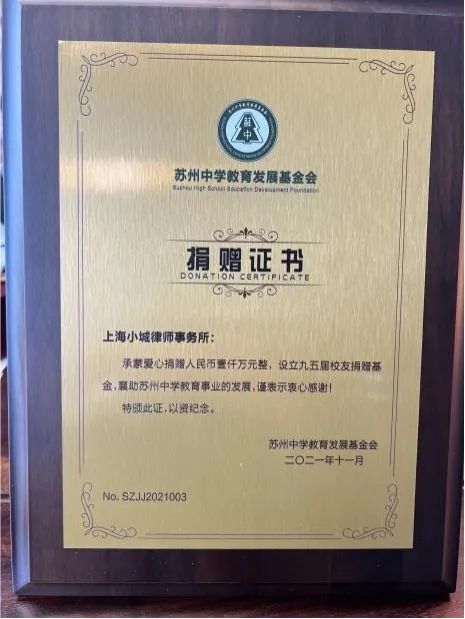 蘇
中
苏州中学教育发展基金会
Suzhou High School Education Development Foundation
捐赠证书
DONATION CERTIFICATE
上海小城律师事务所：
承蒙爱心捐赠人民币壹仟万元整，设立九五届校友捐赠基
金，襄助苏州中学教育事业的发展，谨表示衷心感谢！
特颁此证，以资纪念。
苏州中学教育发展基金会
二〇二一年十一月
No. SZJJ2021003